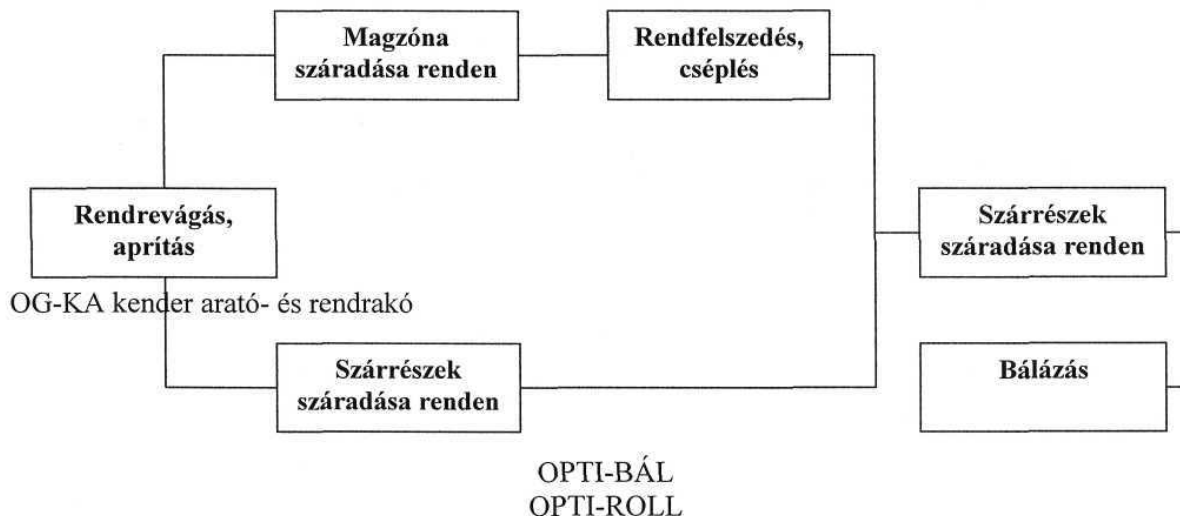 Magzóna
száradása renden
Rendfelszedés,
cséplés
Rendrevágás,
aprítás
Szárrészek
száradása renden
OG-KA kender arató- és rendrakó
Szárrészek
száradása renden
Bálázás
OPTI-BÁL
OPTI-ROLL